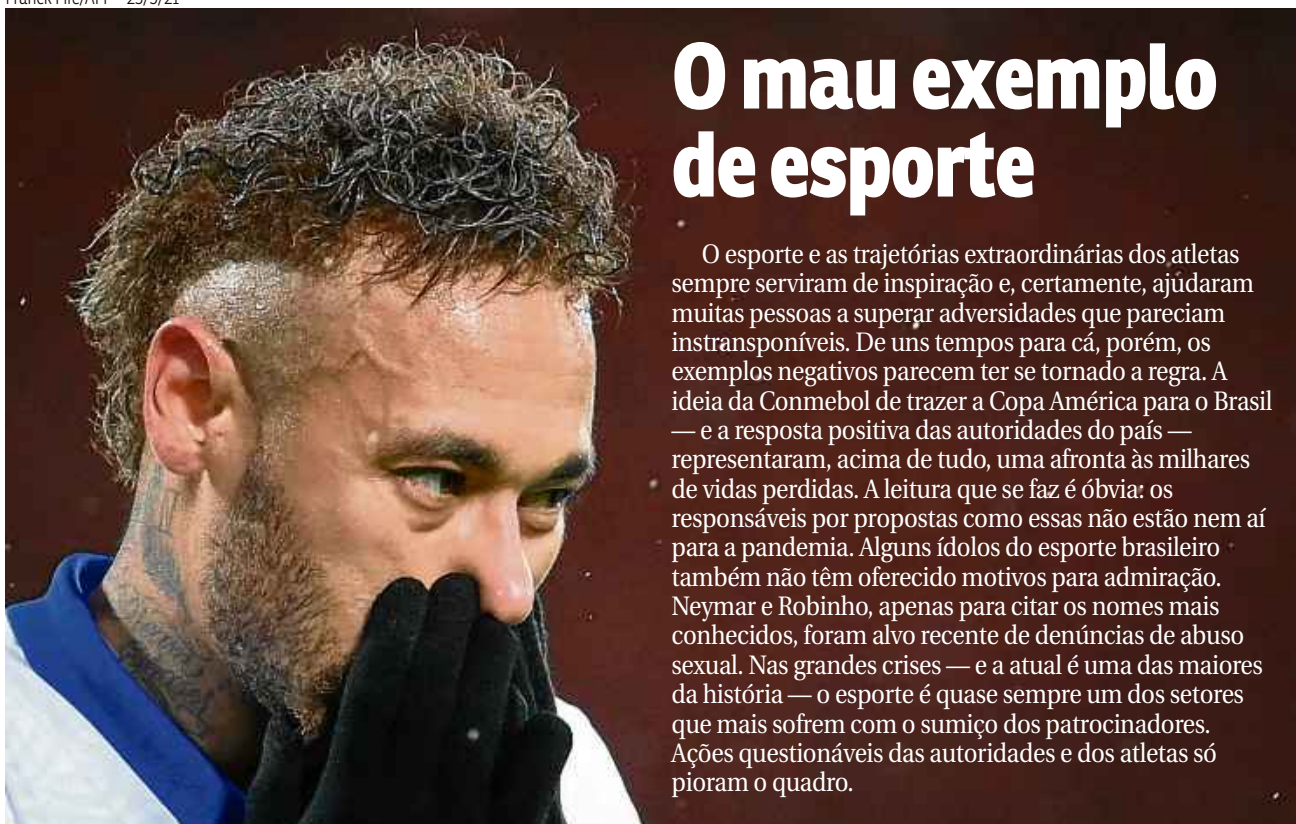 O mau exemplo
de esporte
O esporte e as trajetórias extraordinárias dos atletas
sempre serviram de inspiração e, certamente, ajudaram
muitas pessoas a superar adversidades que pareciam
instransponíveis. De uns tempos para cá, porém, os
exemplos negativos parecem ter se tornado a regra. A
ideia da Conmebol de trazer a Copa América para o Brasil
— e a resposta positiva das autoridades do país —
representaram, acima de tudo, uma afronta às milhares
de vidas perdidas. A leitura que se faz é óbvia: os
responsáveis por propostas como essas não estão nem aí
para a pandemia. Alguns ídolos do esporte brasileiro
também não têm oferecido motivos para admiração.
Neymar e Robinho, apenas para citar os nomes mais
conhecidos, foram alvo recente de denúncias de abuso
sexual. Nas grandes crises — e a atual é uma das maiores
da história — o esporte é quase sempre um dos setores
que mais sofrem com o sumiço dos patrocinadores.
Ações questionáveis das autoridades e dos atletas só
pioram o quadro.